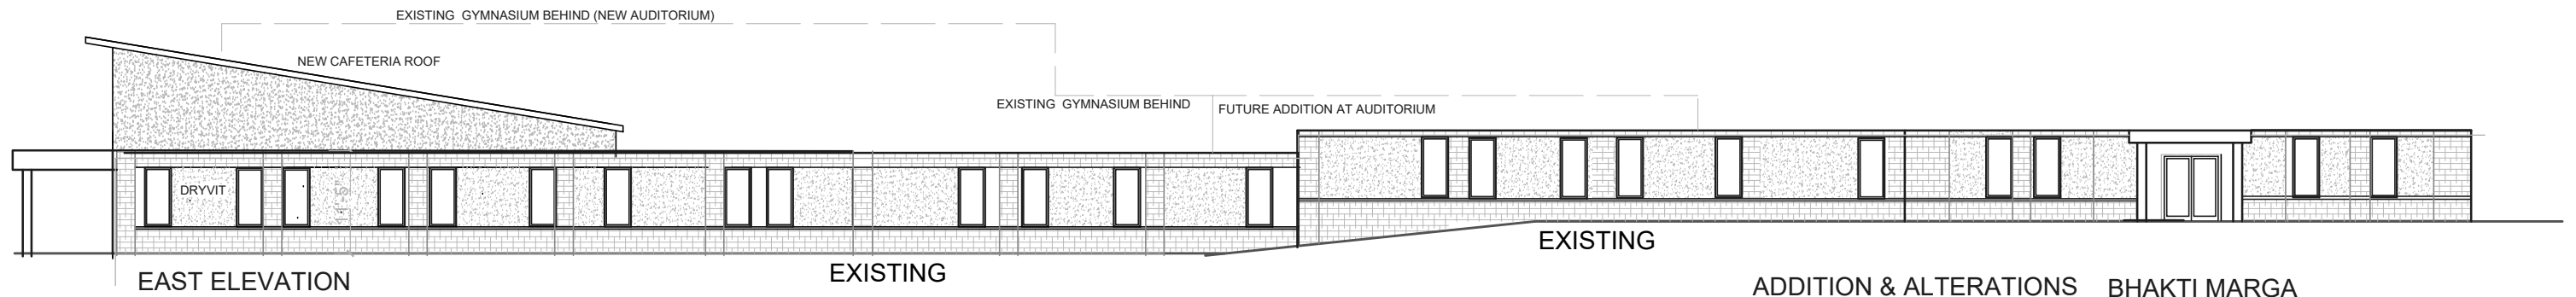 EXISTING GYMNASIUM BEHIND (NEW AUDITORIUM)
NEW CAFETERIA ROOF
EXISTING GYMNASIUM BEHIND
FUTURE ADDITION AT AUDITORIUM
DRYVIT
EXISTING
EXISTING
EAST ELEVATION
ADDITION & ALTERATIONS BHAKTI MARGA